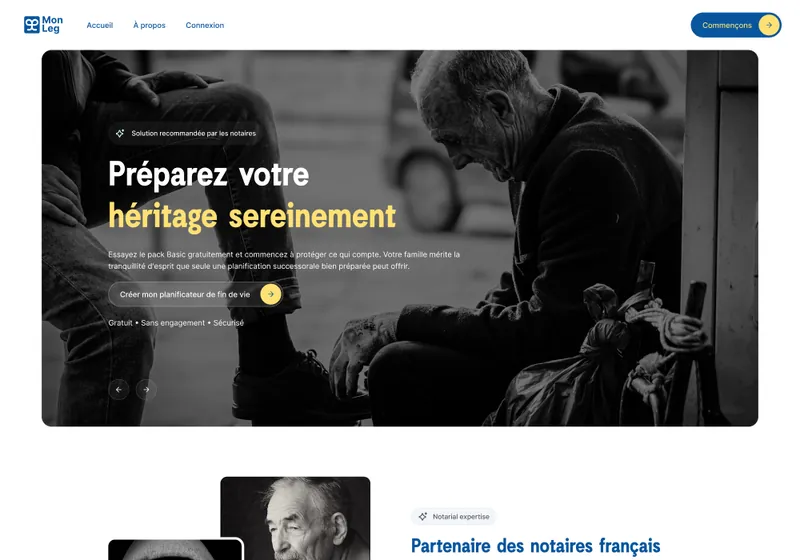 Mon
Leg
Accueil
À propos
Connexion
Commençons
Solution recommandée par les notaires
Préparez votre
héritage sereinement
Essayez le pack Basic gratuitement et commencez à protéger ce qui compte. Votre famille mérite la
tranquilité d'esprit que seule une planification successorale bien préparée peut offrir.
Créer mon planificateur de fin de vie
Gratuit • Sans engagement • Sécurisé
Notarial expertise
Partenaire des notaires français